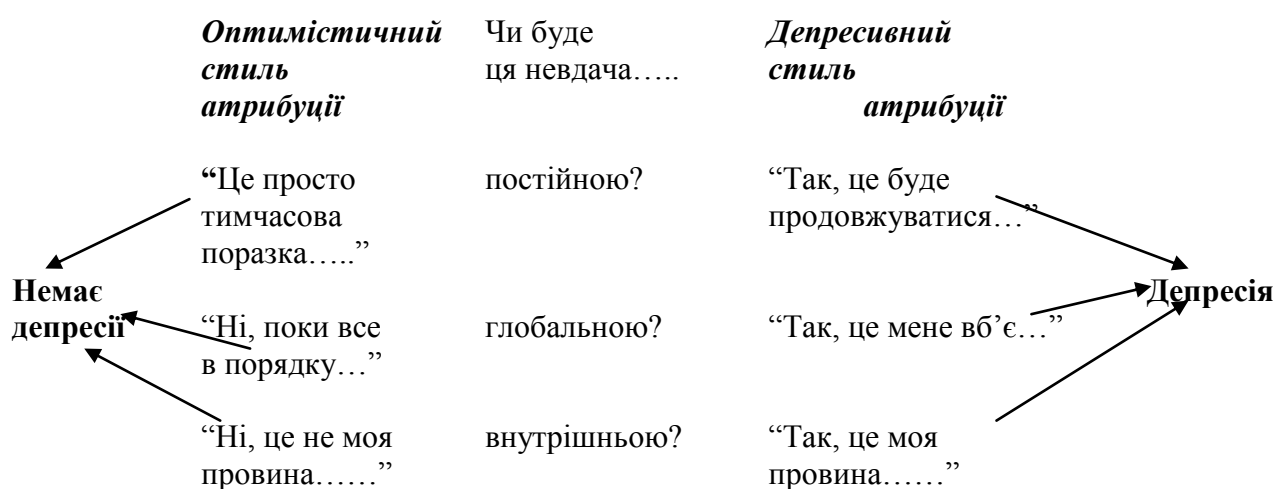 Оптимістичний стиль атрибуції
Чи буде ця невдача…..
Депресивний стиль атрибуції
“Це просто тимчасова поразка…..”
постійною?
“Так, це буде продовжуватися…”
Немає депресії
Депресія
“Ні, поки все в порядку…”
глобальною?
“Так, це мене вб’є…”
“Ні, це не моя провина……”
внутрішньою?
“Так, це моя провина……”